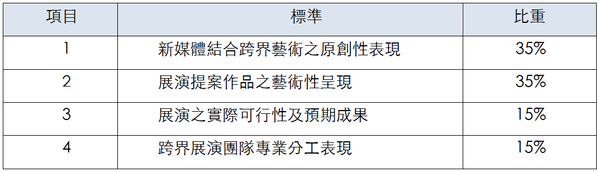 項目 標準 比重
1 新媒體結合跨界藝術之原創性表現 35%
2 展演提案作品之藝術性呈現 35%
3 展演之實際可行性及預期成果 15%
4 跨界展演團隊專業分工表現 15%